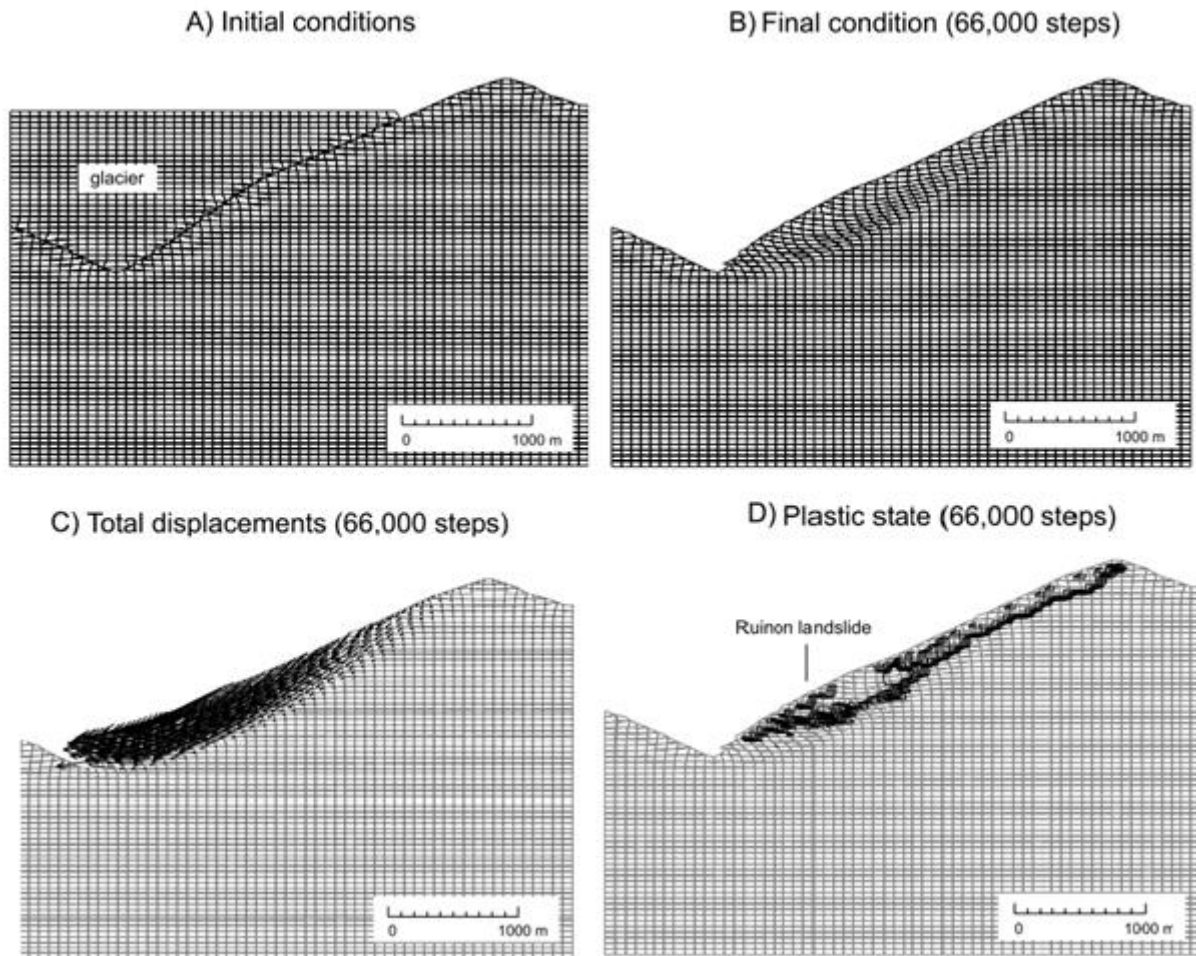 A) Initial conditions
B) Final condition (66,000 steps)
glacier
0 1000 m
0 1000 m
C) Total displacements (66,000 steps)
D) Plastic state (66,000 steps)
Ruinon landslide
0 1000 m
0 1000 m